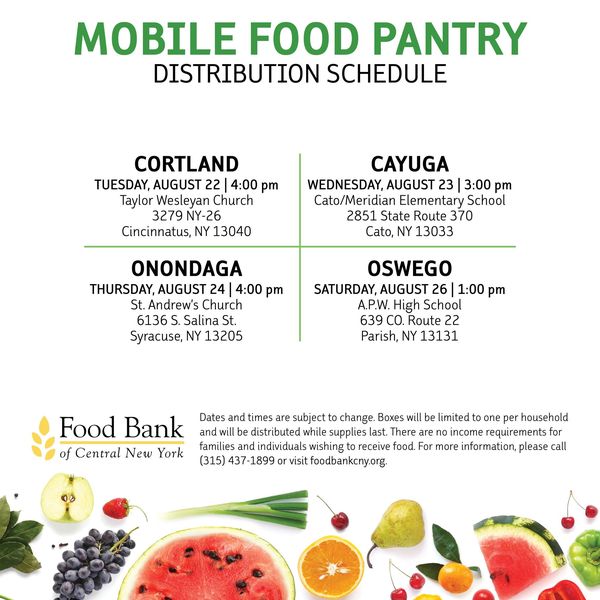 MOBILE FOOD PANTRY
DISTRIBUTION SCHEDULE
CORTLAND
TUESDAY, AUGUST 22 | 4:00 pm
Taylor Wesleyan Church
3279 NY-26
Cincinnatus, NY 13040
CAYUGA
WEDNESDAY, AUGUST 23 | 3:00 pm
Cato/Meridian Elementary School
2851 State Route 370
Cato, NY 13033
ONONDAGA
THURSDAY, AUGUST 24 | 4:00 pm
St. Andrew's Church
6136 S. Salina St.
Syracuse, NY 13205
OSWEGO
SATURDAY, AUGUST 26 | 1:00 pm
A.P.W. High School
639 CO. Route 22
Parish, NY 13131
Food Bank
of Central New York
Dates and times are subject to change. Boxes will be limited to one per household
and will be distributed while supplies last. There are no income requirements for
families and individuals wishing to receive food. For more information, please call
(315) 437-1899 or visit foodbankcny.org.